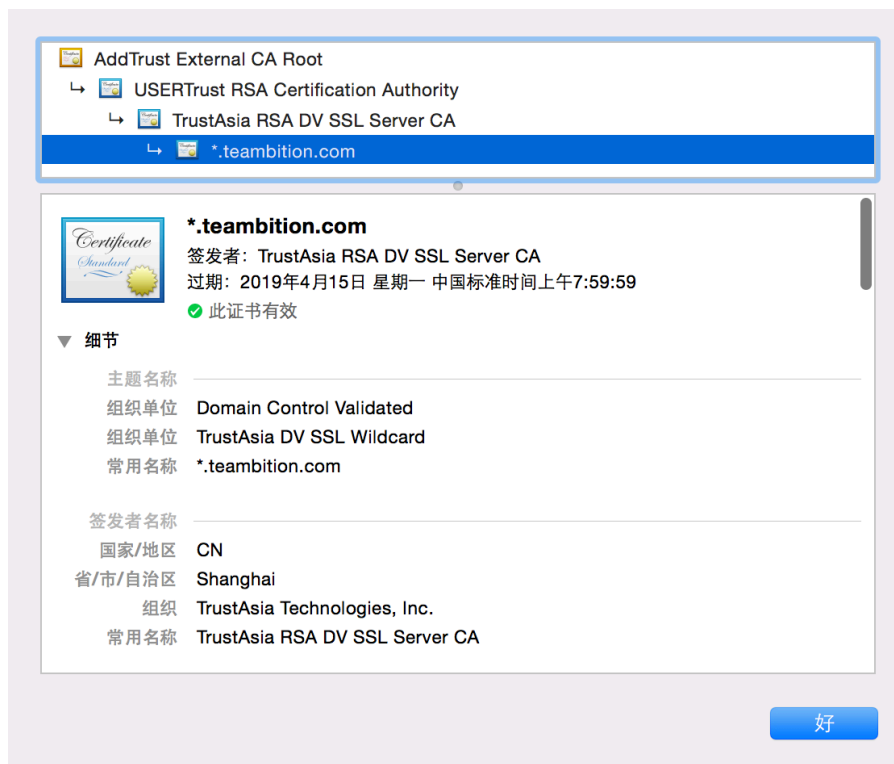 AddTrust External CA Root
USERTrust RSA Certification Authority
TrustAsia RSA DV SSL Server CA
*.teambition.com
Certificate
Standard
*.teambition.com
签发者：TrustAsia RSA DV SSL Server CA
过期：2019年4月15日 星期一 中国标准时间上午7:59:59
此证书有效
细节
主题名称
组织单位 Domain Control Validated
组织单位 TrustAsia DV SSL Wildcard
常用名称 *.teambition.com
签发者名称
国家/地区 CN
省/市/自治区 Shanghai
组织 TrustAsia Technologies, Inc.
常用名称 TrustAsia RSA DV SSL Server CA
好